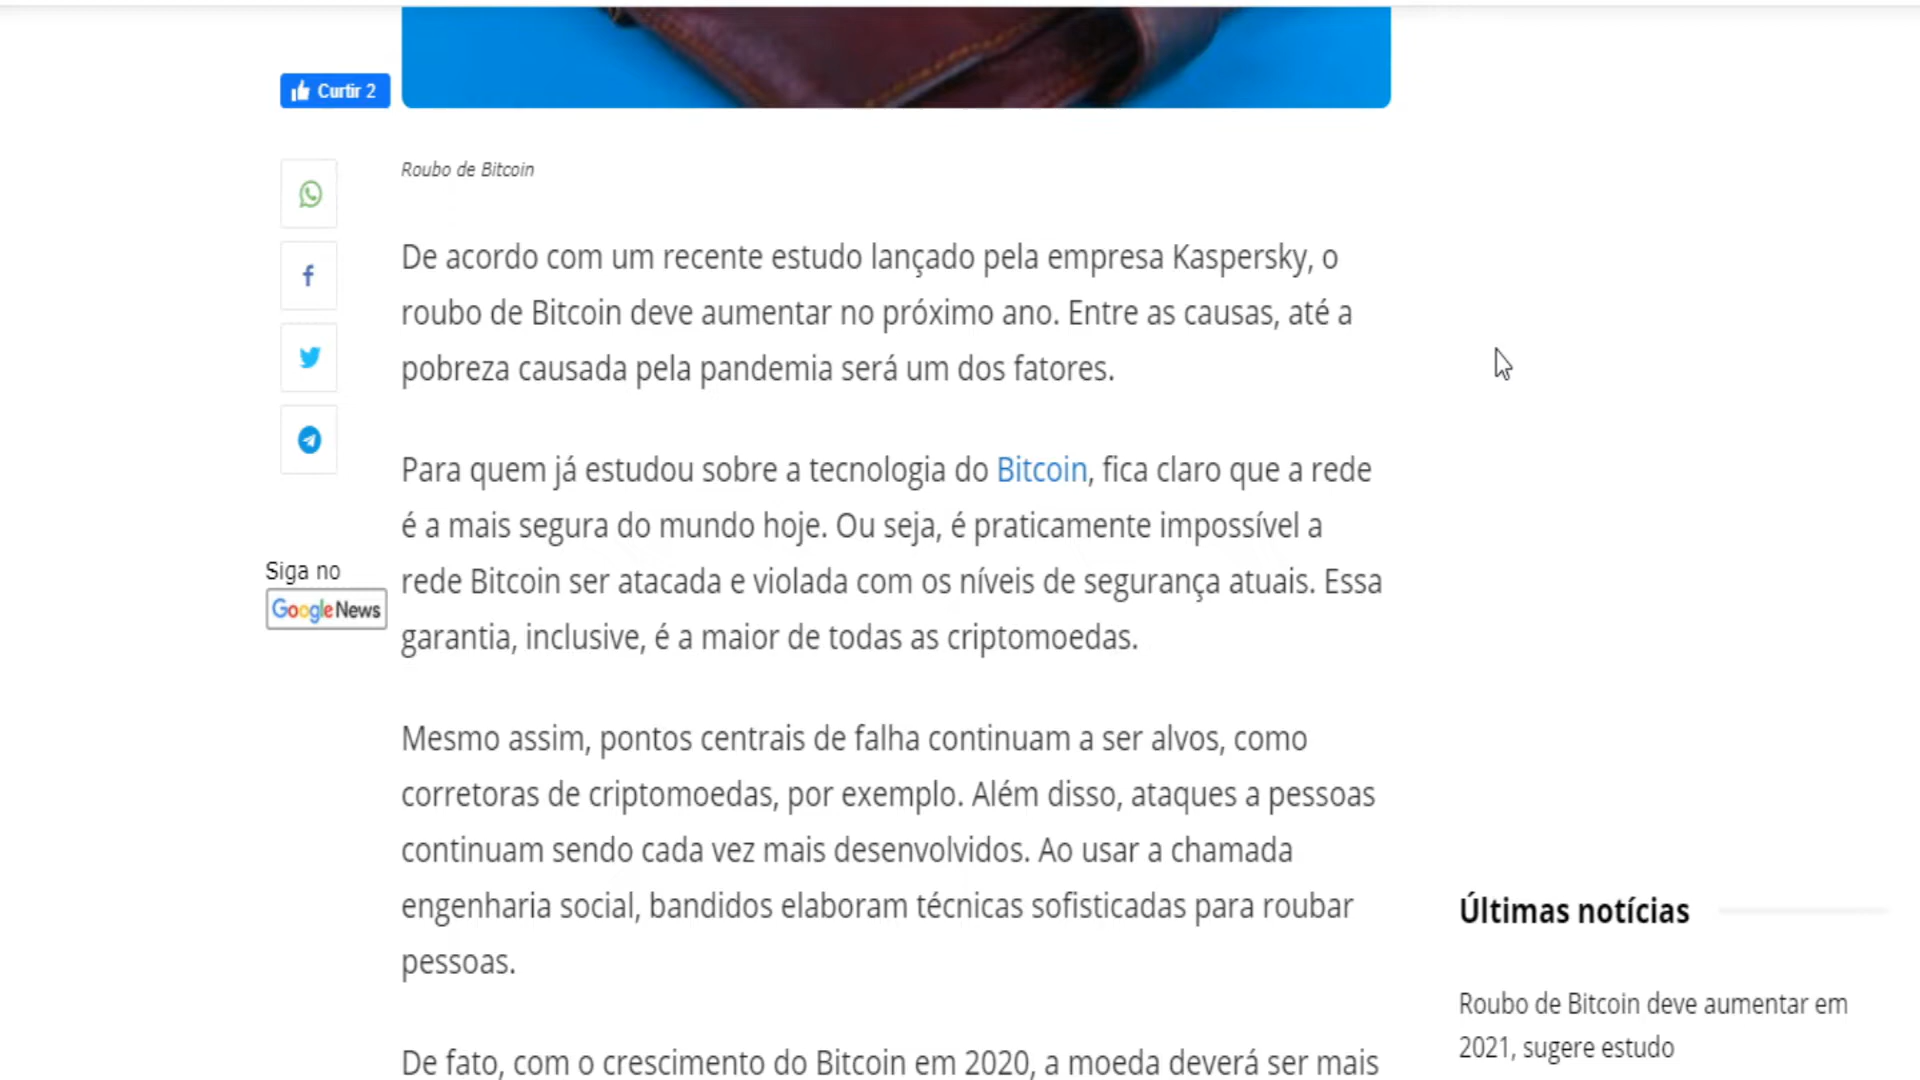 Curtir 2
Roubo de Bitcoin
De acordo com um recente estudo lançado pela empresa Kaspersky, o
roubo de Bitcoin deve aumentar no próximo ano. Entre as causas, até a
pobreza causada pela pandemia será um dos fatores.
Para quem já estudou sobre a tecnologia do Bitcoin, fica claro que a rede
é a mais segura do mundo hoje. Ou seja, é praticamente impossível a
rede Bitcoin ser atacada e violada com os níveis de segurança atuais. Essa
garantia, inclusive, é a maior de todas as criptomoedas.
Siga no
Google News
Mesmo assim, pontos centrais de falha continuam a ser alvos, como
corretoras de criptomoedas, por exemplo. Além disso, ataques a pessoas
continuam sendo cada vez mais desenvolvidos. Ao usar a chamada
engenharia social, bandidos elaboram técnicas sofisticadas para roubar
pessoas.
De fato, com o crescimento do Bitcoin em 2020, a moeda deverá ser mais
Últimas notícias
Roubo de Bitcoin deve aumentar em
2021, sugere estudo